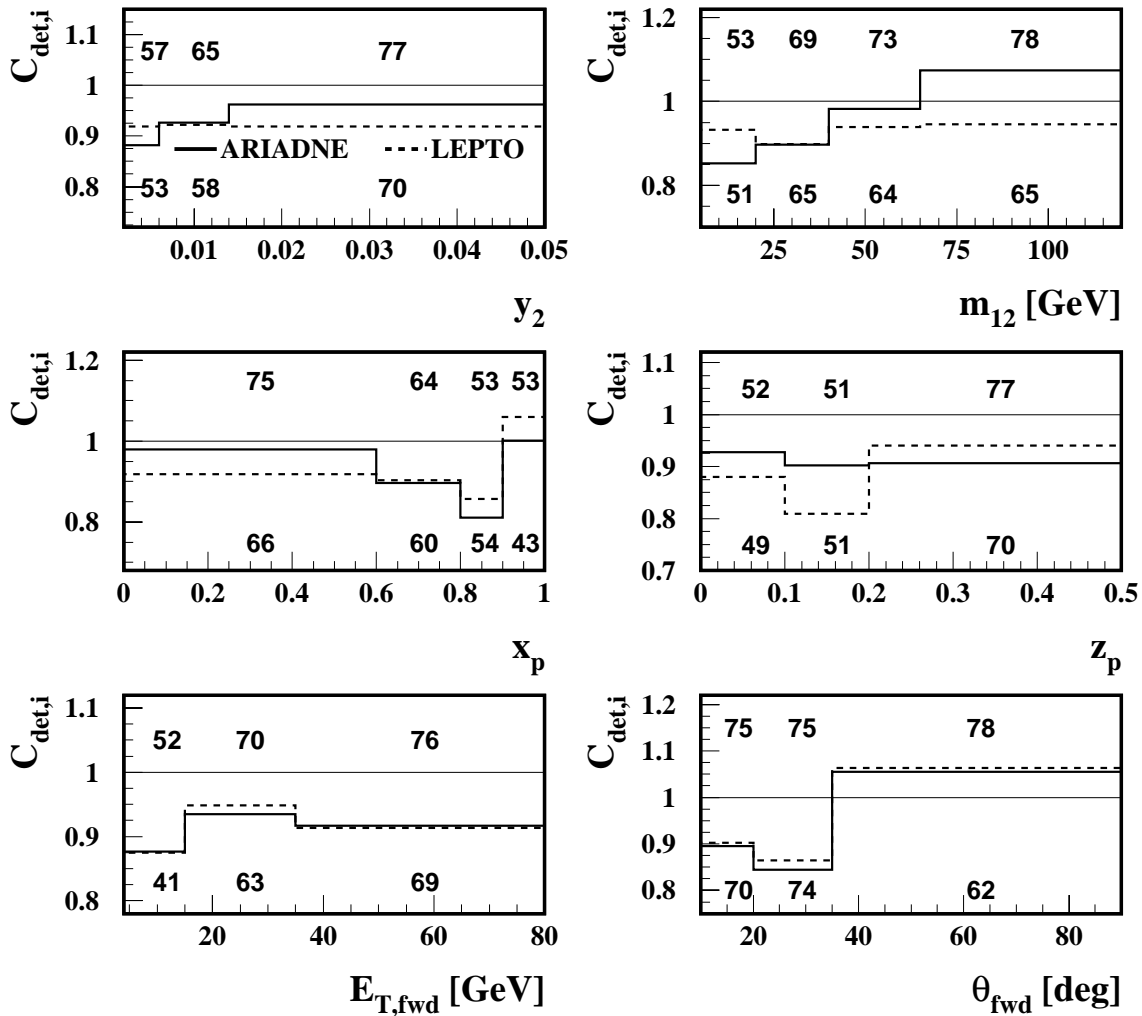 C_det,i
1.1
1
0.9
0.8
57 65 77
ARIADNE LEPTO
53 58 70
0.01 0.02 0.03 0.04 0.05
y_2
C_det,i
1.2
1
0.8
53 69 73 78
51 65 64 65
25 50 75 100
m_12 [GeV]
C_det,i
1.2
1
0.8
75 64 53 53
66 60 54 43
0 0.2 0.4 0.6 0.8 1
x_p
C_det,i
1.1
1
0.9
0.8
0.7
52 51 77
49 51 70
0 0.1 0.2 0.3 0.4 0.5
z_p
C_det,i
1.1
1
0.9
0.8
52 70 76
41 63 69
20 40 60 80
E_T,fwd [GeV]
C_det,i
1.2
1.1
1
0.9
0.8
75 75 78
70 74 62
20 40 60 80
θ_fwd [deg]